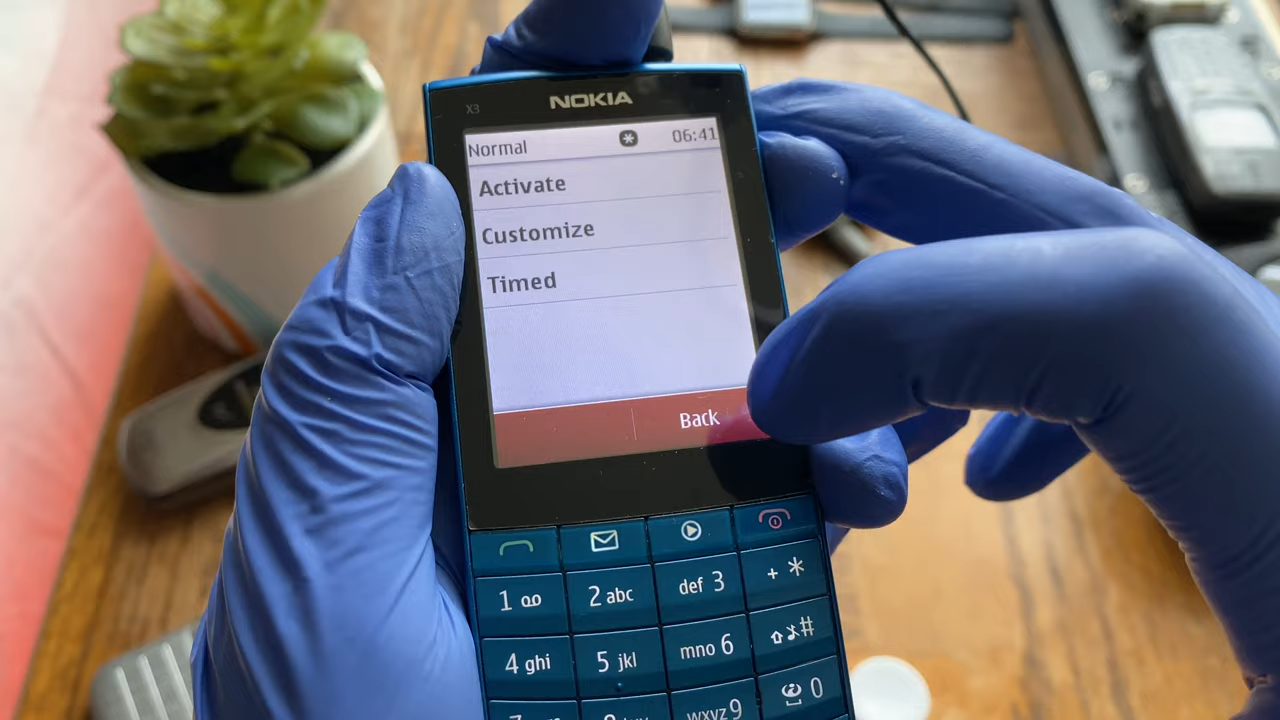 X3 NOKIA
Normal 06:41
Activate
Customize
Timed
Back
1 2 abc def 3 + *
4 ghi 5 jkl mno 6 #
wxyz 9 0